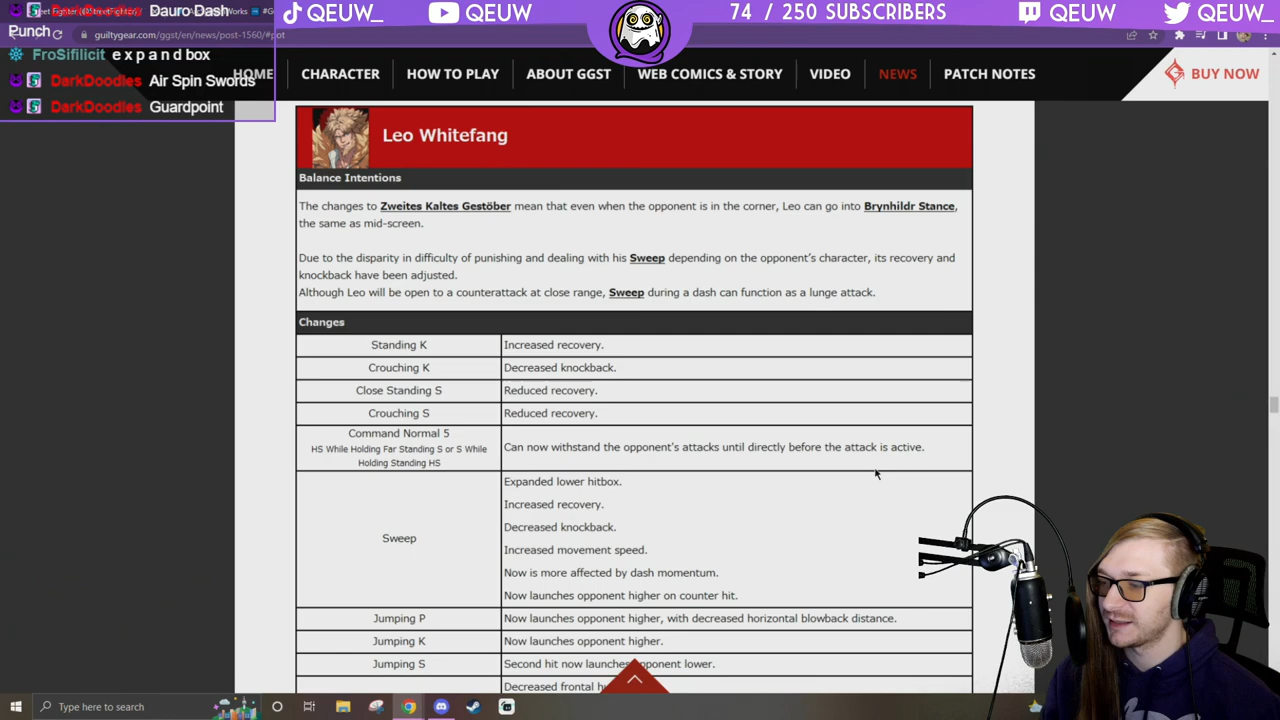 Dauro Dash
Punch
FroSifilicit e x p a n d box
DarkDoodles Air Spin Swords
DarkDoodles Guardpoint
QEUW_
QEUW
74 / 250 SUBSCRIBERS
QEUW
QEUW_
guiltygear.com/ggst/en/news/post-1560/#pot
HOME
CHARACTER
HOW TO PLAY
ABOUT GGST
WEB COMICS & STORY
VIDEO
NEWS
PATCH NOTES
BUY NOW
Leo Whitefang
Balance Intentions
The changes to Zweites Kaltes Gestöber mean that even when the opponent is in the corner, Leo can go into Brynhildr Stance,
the same as mid-screen.
Due to the disparity in difficulty of punishing and dealing with his Sweep depending on the opponent's character, its recovery and
knockback have been adjusted.
Although Leo will be open to a counterattack at close range, Sweep during a dash can function as a lunge attack.
Changes
Standing K
Increased recovery.
Crouching K
Decreased knockback.
Close Standing S
Reduced recovery.
Crouching S
Reduced recovery.
Command Normal 5
HS While Holding Far Standing S or S While
Holding Standing HS
Can now withstand the opponent's attacks until directly before the attack is active.
Sweep
Expanded lower hitbox.
Increased recovery.
Decreased knockback.
Increased movement speed.
Now is more affected by dash momentum.
Now launches opponent higher on counter hit.
Jumping P
Now launches opponent higher, with decreased horizontal blowback distance.
Jumping K
Now launches opponent higher.
Jumping S
Second hit now launches opponent lower.
Decreased frontal
Type here to search